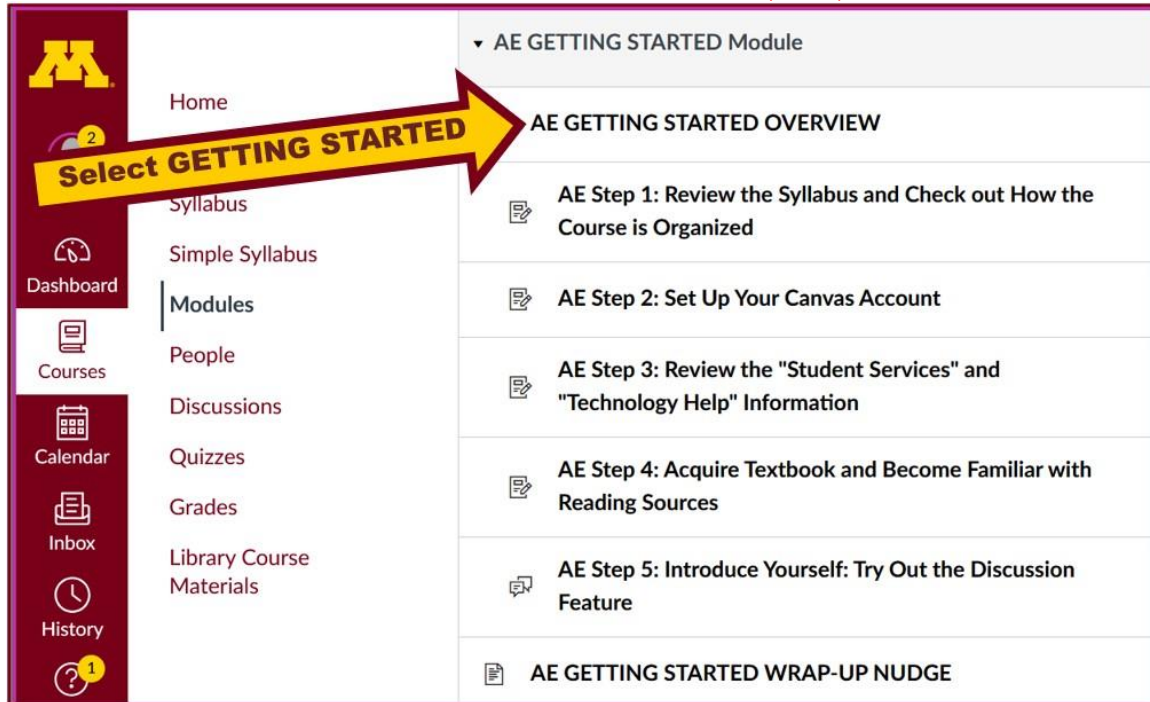 M
2
Dashboard
Courses
Calendar
Inbox
History
1
Home
Select GETTING STARTED
Syllabus
Simple Syllabus
Modules
People
Discussions
Quizzes
Grades
Library Course
Materials
AE GETTING STARTED Module
AE GETTING STARTED OVERVIEW
AE Step 1: Review the Syllabus and Check out How the
Course is Organized
AE Step 2: Set Up Your Canvas Account
AE Step 3: Review the "Student Services" and
"Technology Help" Information
AE Step 4: Acquire Textbook and Become Familiar with
Reading Sources
AE Step 5: Introduce Yourself: Try Out the Discussion
Feature
AE GETTING STARTED WRAP-UP NUDGE